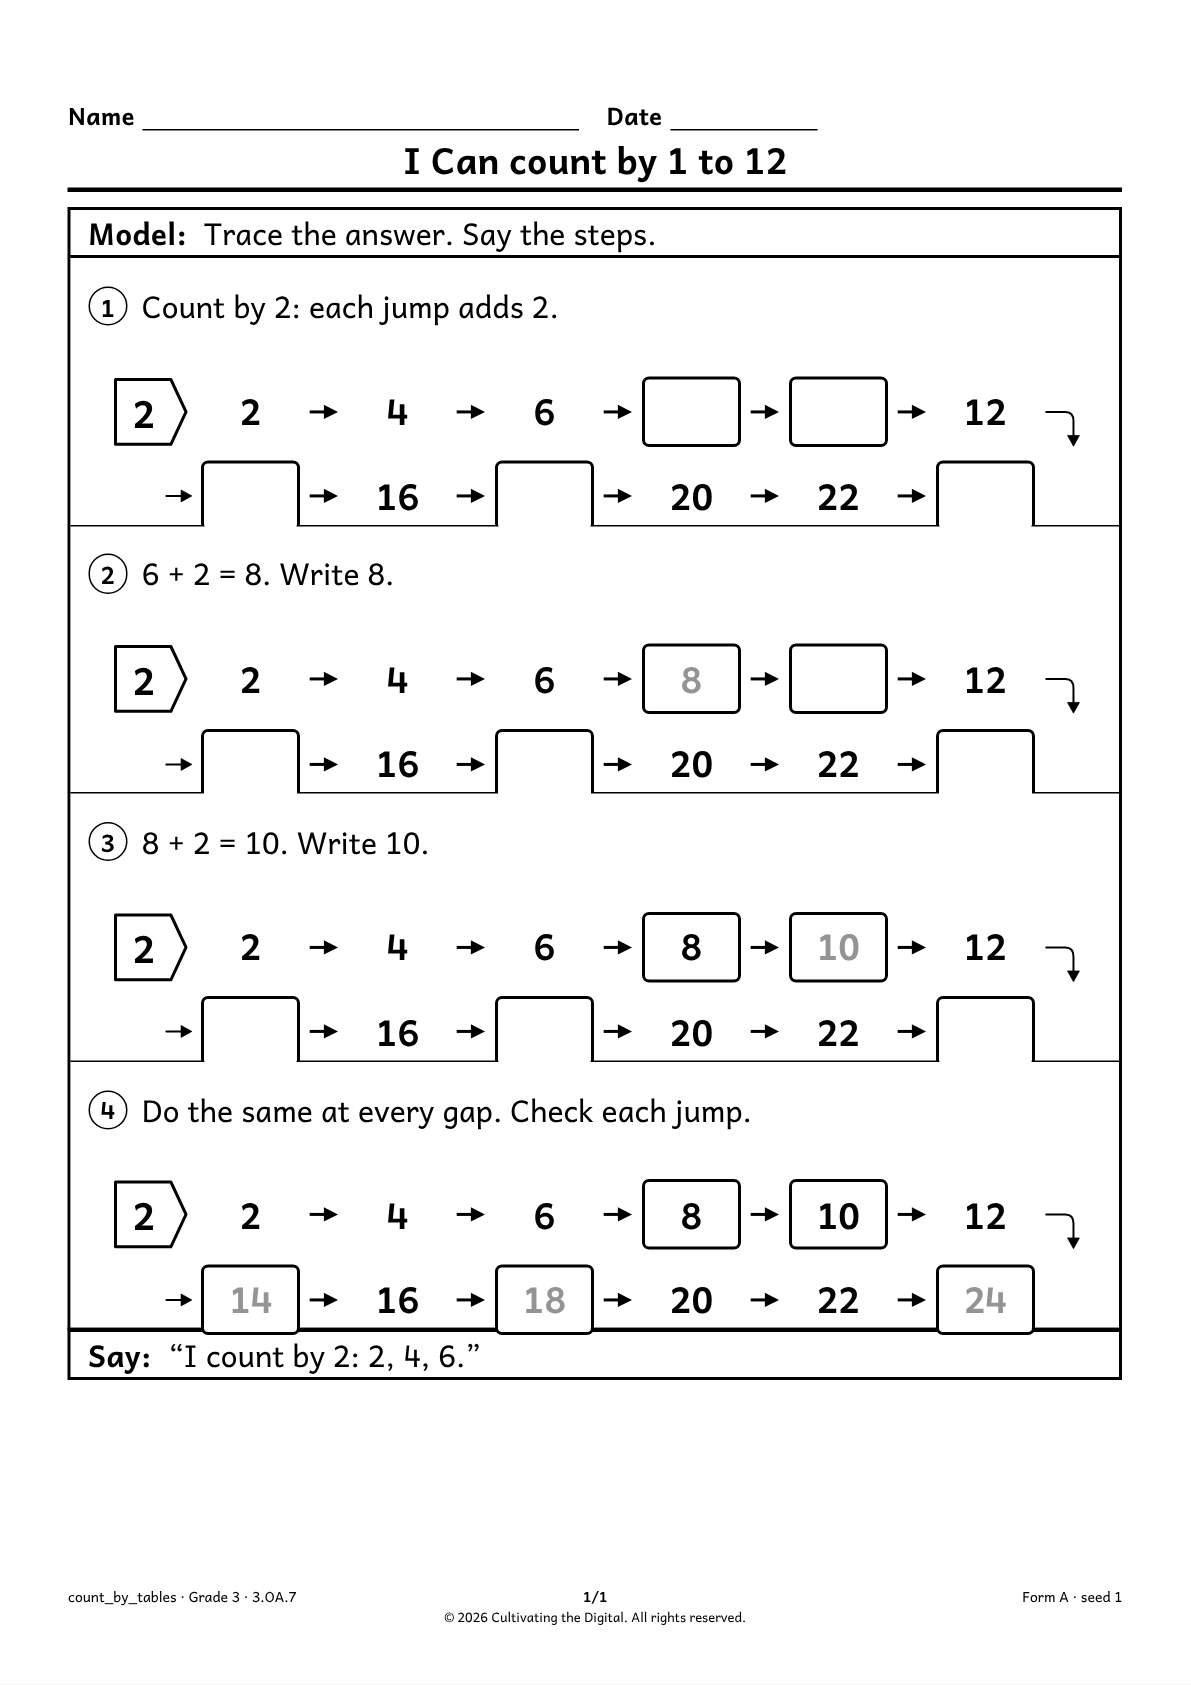 Name Date
I Can count by 1 to 12
Model: Trace the answer. Say the steps.
1 Count by 2: each jump adds 2.
2 2 → 4 → 6 → → → 12
→ → 16 → → 20 → 22 →
2 6 + 2 = 8. Write 8.
2 2 → 4 → 6 → 8 → → 12
→ → 16 → → 20 → 22 →
3 8 + 2 = 10. Write 10.
2 2 → 4 → 6 → 8 → 10 → 12
→ → 16 → → 20 → 22 →
4 Do the same at every gap. Check each jump.
2 2 → 4 → 6 → 8 → 10 → 12
→ 14 → 16 → 18 → 20 → 22 → 24
Say: “I count by 2: 2, 4, 6.”
count_by_tables · Grade 3 · 3.OA.7 1/1 Form A · seed 1
© 2026 Cultivating the Digital. All rights reserved.